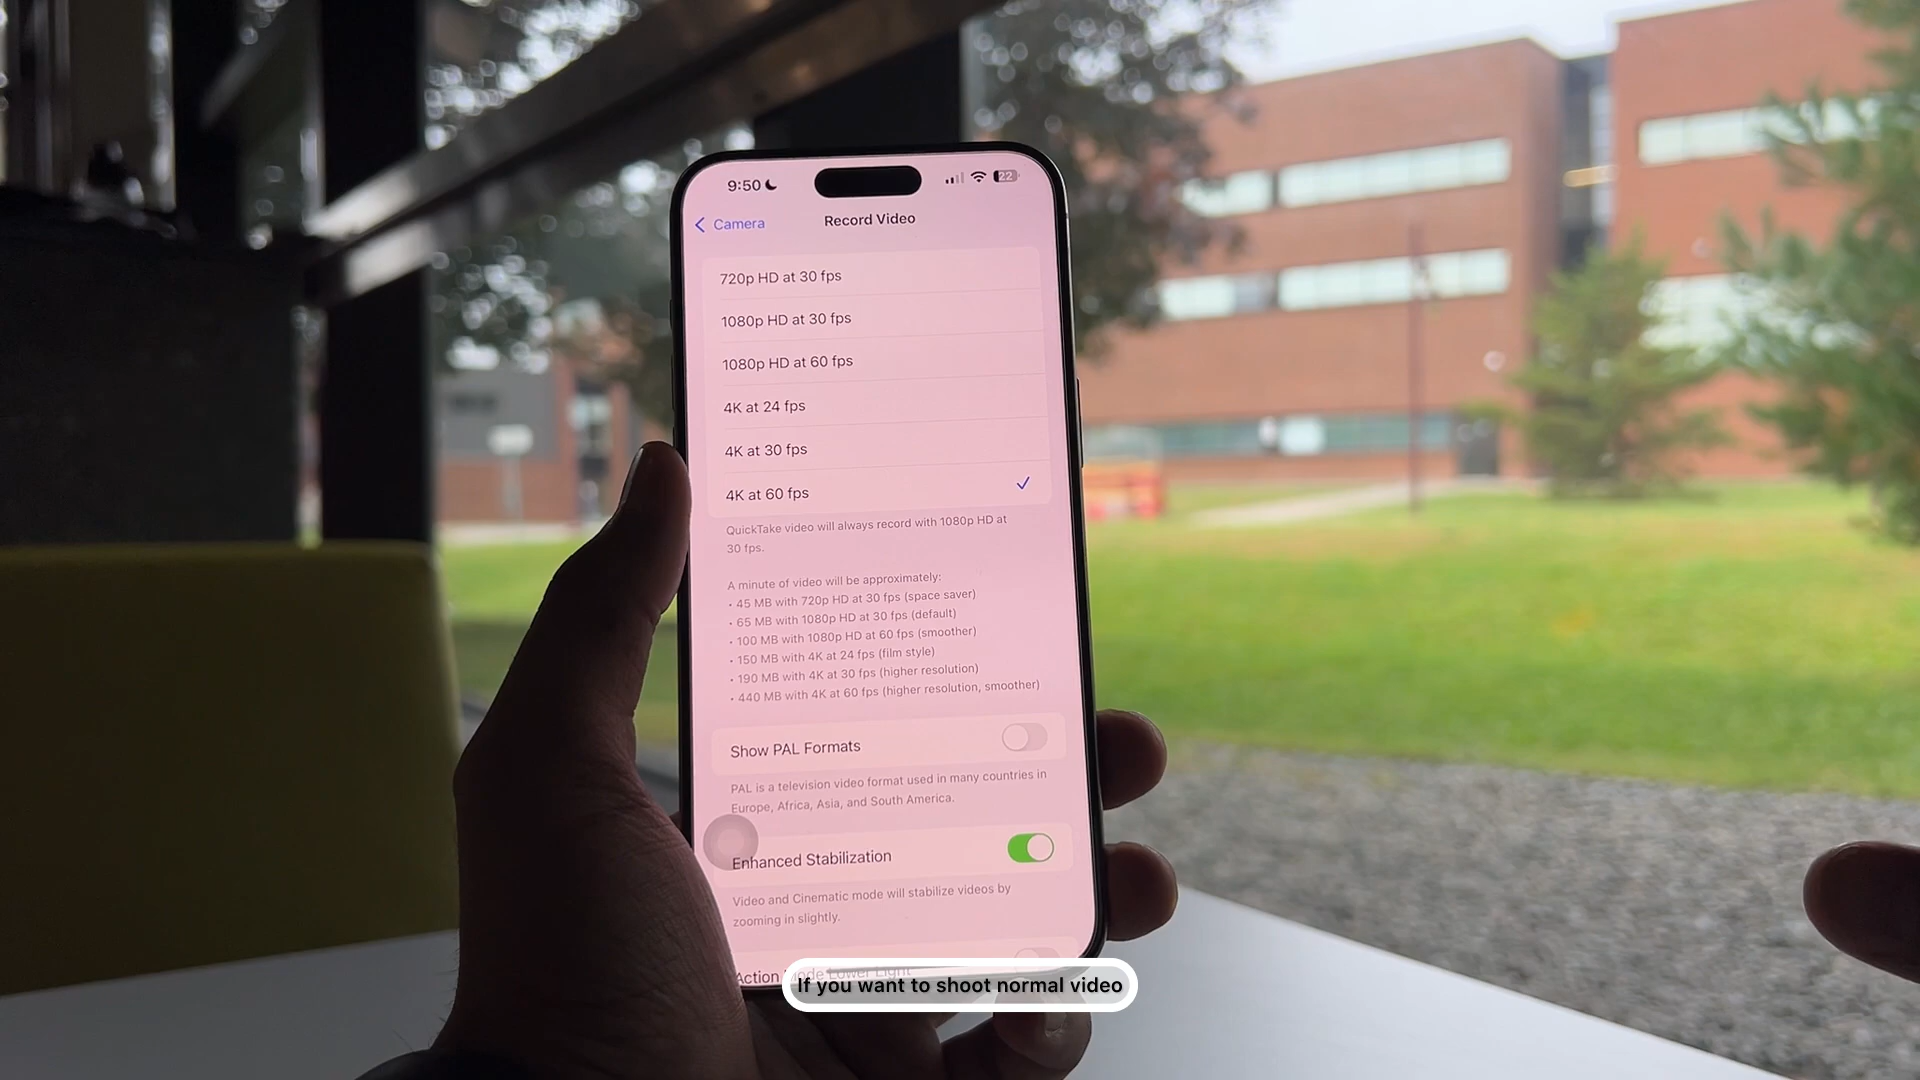 9:50
22
Camera
Record Video
720p HD at 30 fps
1080p HD at 30 fps
1080p HD at 60 fps
4K at 24 fps
4K at 30 fps
4K at 60 fps
QuickTake video will always record with 1080p HD at
30 fps.
A minute of video will be approximately:
• 45 MB with 720p HD at 30 fps (space saver)
• 65 MB with 1080p HD at 30 fps (default)
• 100 MB with 1080p HD at 60 fps (smoother)
• 150 MB with 4K at 24 fps (film style)
• 190 MB with 4K at 30 fps (higher resolution)
• 440 MB with 4K at 60 fps (higher resolution, smoother)
Show PAL Formats
PAL is a television video format used in many countries in
Europe, Africa, Asia, and South America.
Enhanced Stabilization
Video and Cinematic mode will stabilize videos by
zooming in slightly.
Action Mode Lower Light
If you want to shoot normal video